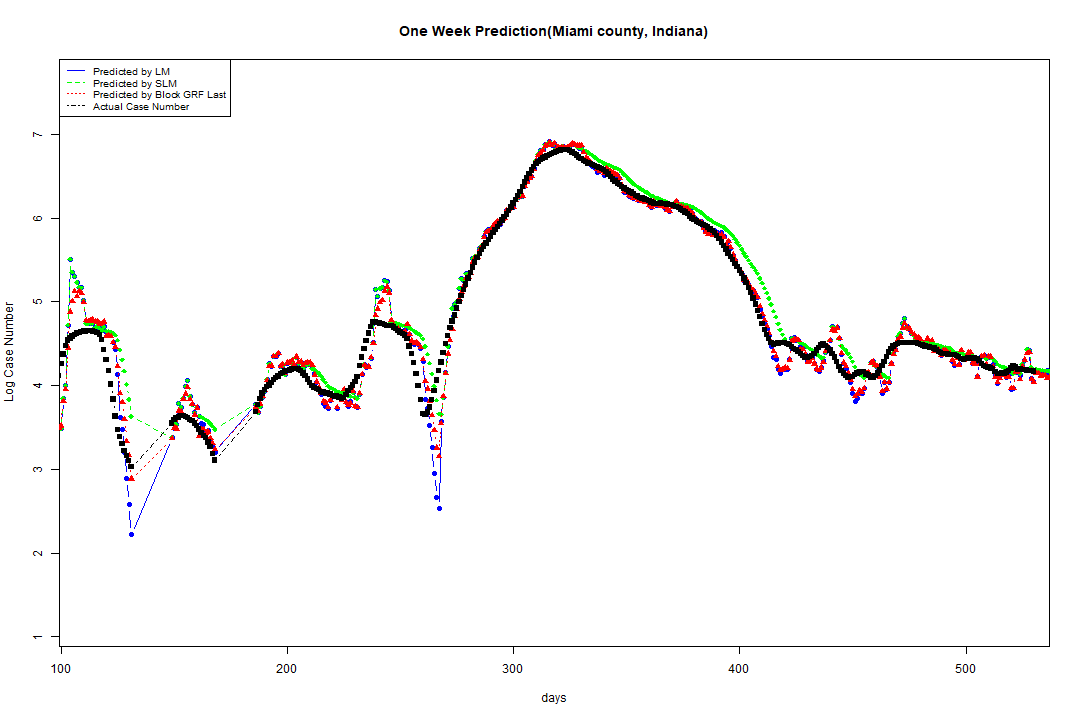 One Week Prediction(Miami county, Indiana)
Predicted by LM
Predicted by SLM
Predicted by Block GRF Last
Actual Case Number
Log Case Number
7
6
5
4
3
2
1
100 200 300 400 500
days